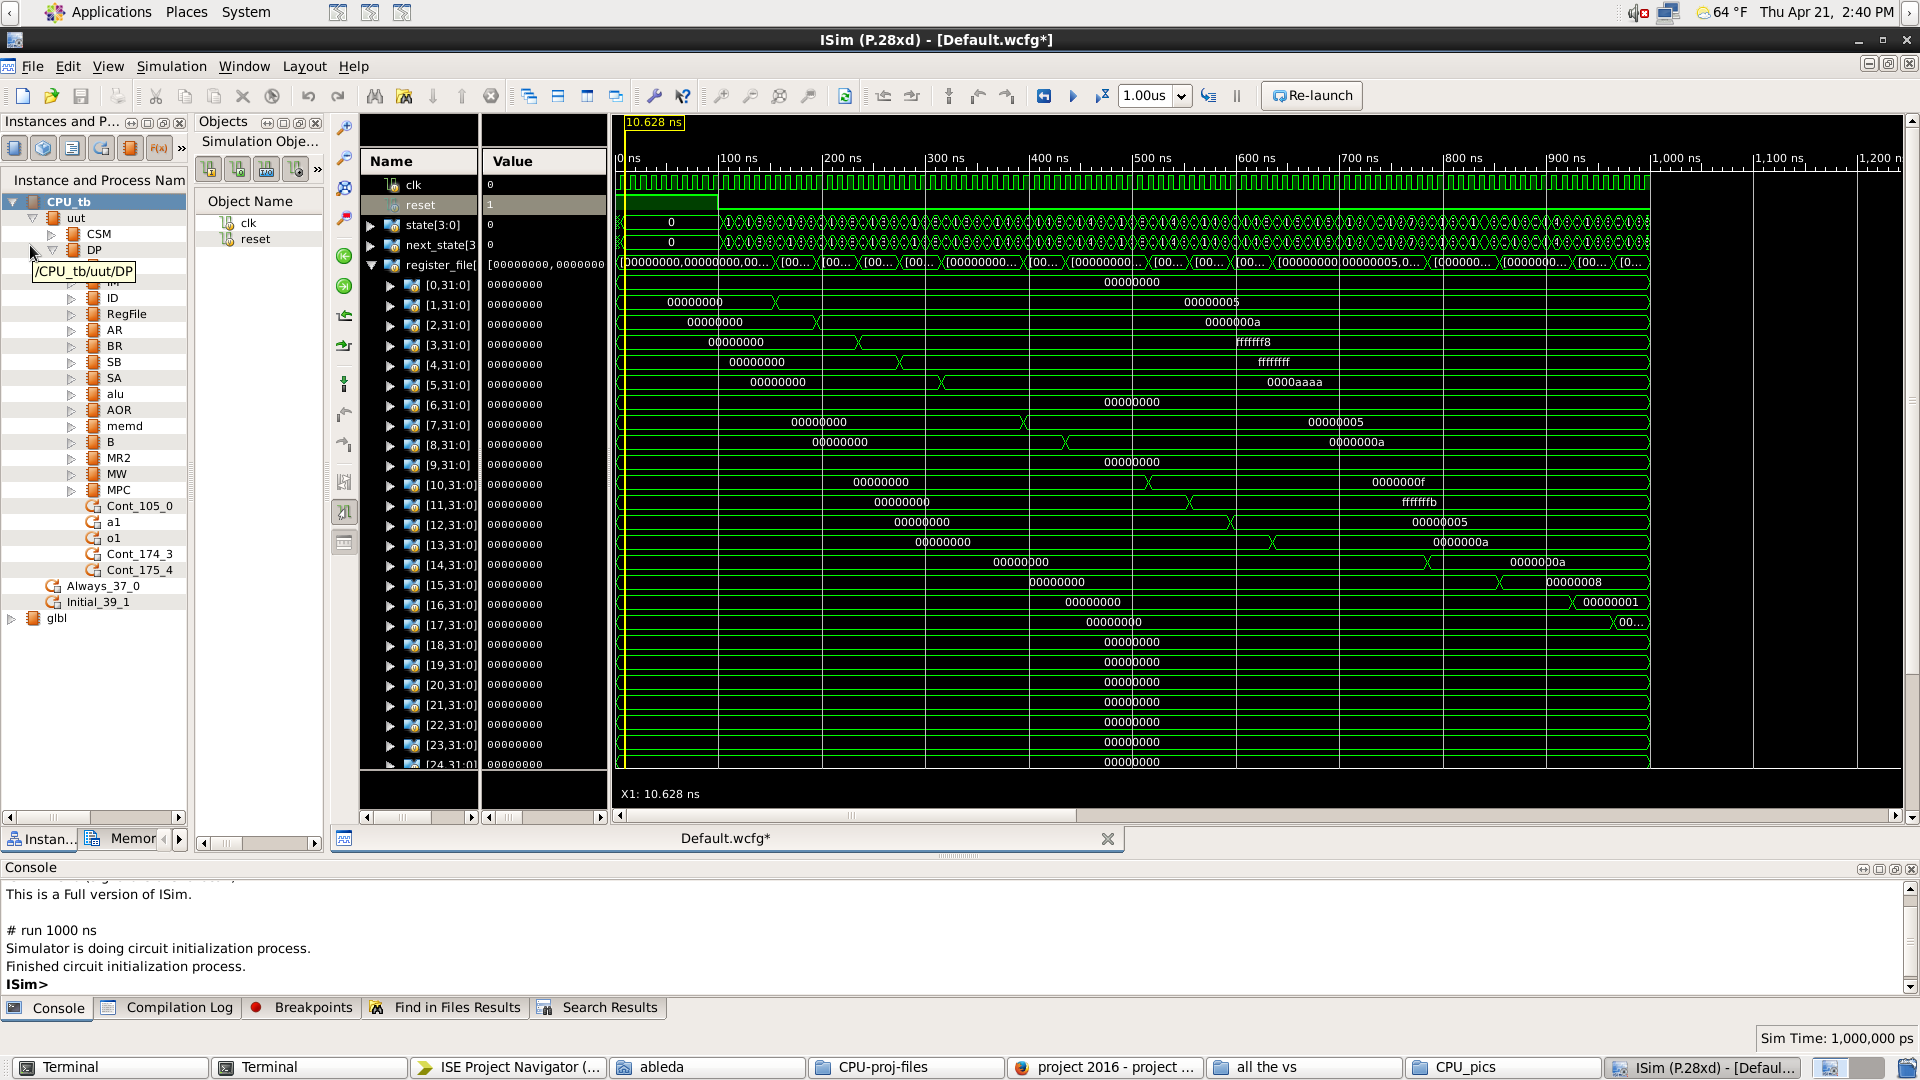 Applications Places System 64 °F Thu Apr 21, 2:40 PM
ISim (P.28xd) - [Default.wcfg*]
File Edit View Simulation Window Layout Help
1.00us Re-launch
Instances and P...
Instance and Process Nam
CPU_tb
uut
CSM
DP
/CPU_tb/uut/DP
ID
RegFile
AR
BR
SB
SA
alu
AOR
memd
B
MR2
MW
MPC
Cont_105_0
a1
o1
Cont_174_3
Cont_175_4
Always_37_0
Initial_39_1
glbl
Instan... Memor
Objects
Simulation Obje...
Object Name
clk
reset
Name Value
10.628 ns
0 ns 100 ns 200 ns 300 ns 400 ns 500 ns 600 ns 700 ns 800 ns 900 ns 1,000 ns 1,100 ns 1,200 n
clk 0
reset 1
state[3:0] 0 0
next_state[3 0 0
register_file[ [00000000,0000000 [00000000,00000000,00... [00... [00... [00... [00000000... [00... [00000000... [00... [00... [00... [00000000,00000005,0... [000000... [000000... [00... [0...
[0,31:0] 00000000 00000000
[1,31:0] 00000000 00000000 00000005
[2,31:0] 00000000 00000000 0000000a
[3,31:0] 00000000 00000000 fffffff8
[4,31:0] 00000000 00000000 ffffffff
[5,31:0] 00000000 00000000 0000aaaa
[6,31:0] 00000000 00000000
[7,31:0] 00000000 00000000 00000005
[8,31:0] 00000000 00000000 0000000a
[9,31:0] 00000000 00000000
[10,31:0] 00000000 00000000 0000000f
[11,31:0] 00000000 00000000 fffffffb
[12,31:0] 00000000 00000000 00000005
[13,31:0] 00000000 00000000 0000000a
[14,31:0] 00000000 00000000 0000000a
[15,31:0] 00000000 00000000 00000008
[16,31:0] 00000000 00000000 00000001
[17,31:0] 00000000 00000000 00...
[18,31:0] 00000000 00000000
[19,31:0] 00000000 00000000
[20,31:0] 00000000 00000000
[21,31:0] 00000000 00000000
[22,31:0] 00000000 00000000
[23,31:0] 00000000 00000000
[24,31:0] 00000000 00000000
X1: 10.628 ns
Default.wcfg*
Console
This is a Full version of ISim.
# run 1000 ns
Simulator is doing circuit initialization process.
Finished circuit initialization process.
ISim>
Console Compilation Log Breakpoints Find in Files Results Search Results
Sim Time: 1,000,000 ps
Terminal Terminal ISE Project Navigator (... ableda CPU-proj-files project 2016 - project ... all the vs CPU_pics ISim (P.28xd) - [Defaul...